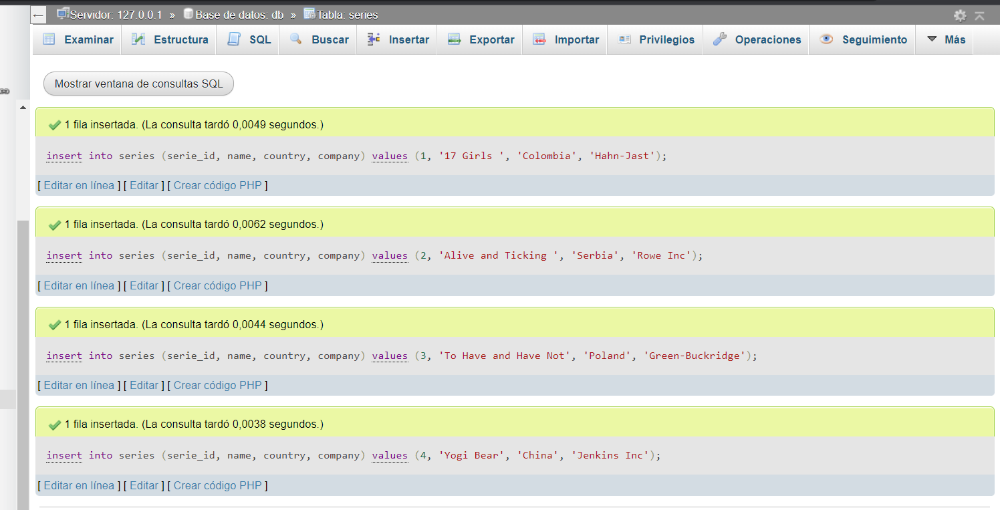 Servidor: 127.0.0.1 » Base de datos: db » Tabla: series
Examinar Estructura SQL Buscar Insertar Exportar Importar Privilegios Operaciones Seguimiento Más
Mostrar ventana de consultas SQL
1 fila insertada. (La consulta tardó 0,0049 segundos.)
insert into series (serie_id, name, country, company) values (1, '17 Girls ', 'Colombia', 'Hahn-Jast');
[ Editar en línea ] [ Editar ] [ Crear código PHP ]
1 fila insertada. (La consulta tardó 0,0062 segundos.)
insert into series (serie_id, name, country, company) values (2, 'Alive and Ticking ', 'Serbia', 'Rowe Inc');
[ Editar en línea ] [ Editar ] [ Crear código PHP ]
1 fila insertada. (La consulta tardó 0,0044 segundos.)
insert into series (serie_id, name, country, company) values (3, 'To Have and Have Not', 'Poland', 'Green-Buckridge');
[ Editar en línea ] [ Editar ] [ Crear código PHP ]
1 fila insertada. (La consulta tardó 0,0038 segundos.)
insert into series (serie_id, name, country, company) values (4, 'Yogi Bear', 'China', 'Jenkins Inc');
[ Editar en línea ] [ Editar ] [ Crear código PHP ]